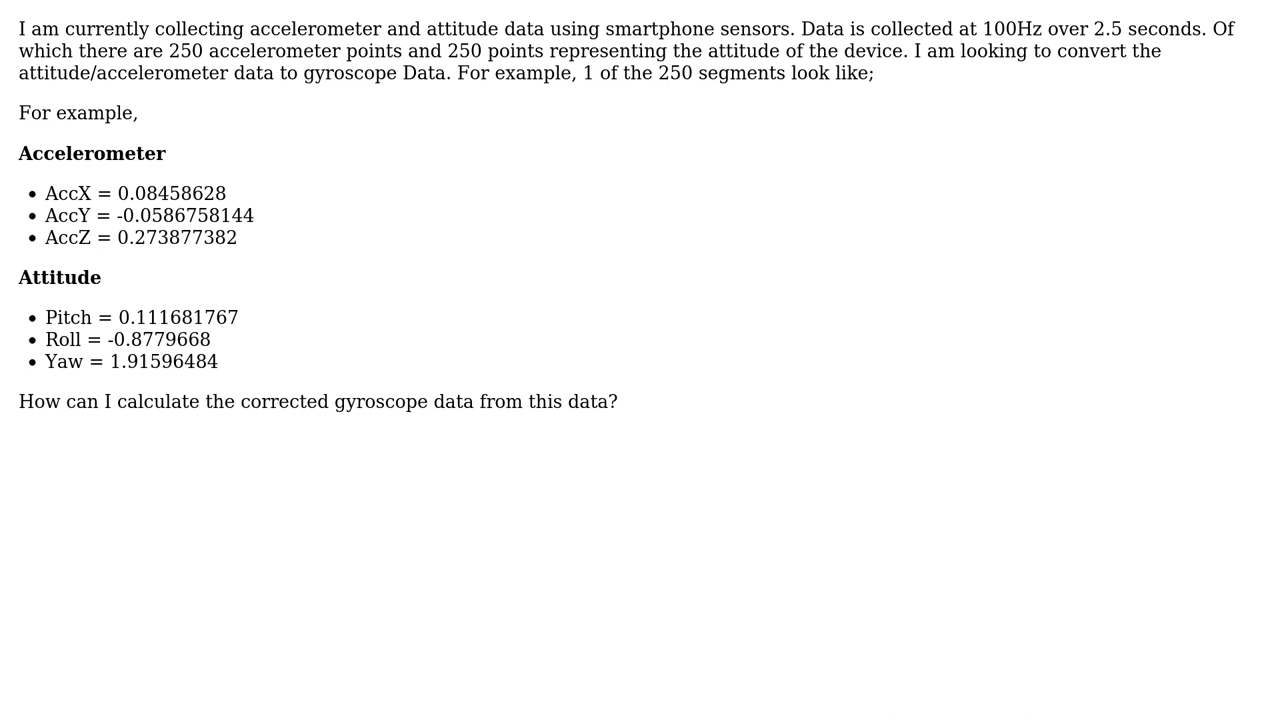 I am currently collecting accelerometer and attitude data using smartphone sensors. Data is collected at 100Hz over 2.5 seconds. Of
which there are 250 accelerometer points and 250 points representing the attitude of the device. I am looking to convert the
attitude/accelerometer data to gyroscope Data. For example, 1 of the 250 segments look like;
For example,
Accelerometer
• AccX = 0.08458628
• AccY = -0.0586758144
• AccZ = 0.273877382
Attitude
• Pitch = 0.111681767
• Roll = -0.8779668
• Yaw = 1.91596484
How can I calculate the corrected gyroscope data from this data?